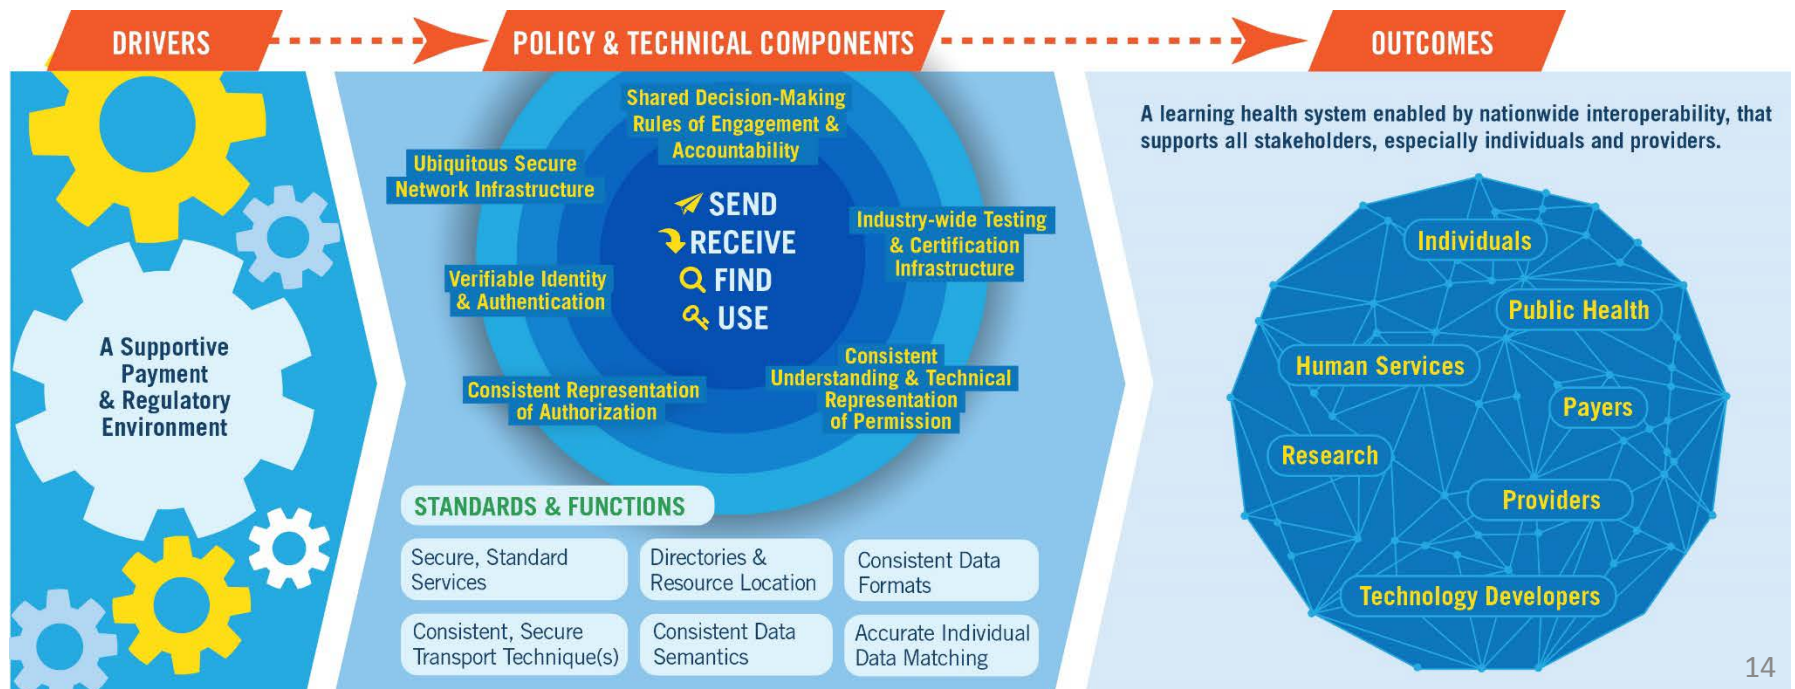 DRIVERS
POLICY & TECHNICAL COMPONENTS
OUTCOMES
A Supportive
Payment
& Regulatory
Environment
Shared Decision-Making
Rules of Engagement &
Accountability
Ubiquitous Secure
Network Infrastructure
Verifiable Identity
& Authentication
Consistent Representation
of Authorization
SEND
RECEIVE
FIND
USE
Industry-wide Testing
& Certification
Infrastructure
Consistent
Understanding & Technical
Representation
of Permission
STANDARDS & FUNCTIONS
Secure, Standard
Services
Directories &
Resource Location
Consistent Data
Formats
Consistent, Secure
Transport Technique(s)
Consistent Data
Semantics
Accurate Individual
Data Matching
A learning health system enabled by nationwide interoperability, that
supports all stakeholders, especially individuals and providers.
Individuals
Public Health
Human Services
Payers
Research
Providers
Technology Developers
14